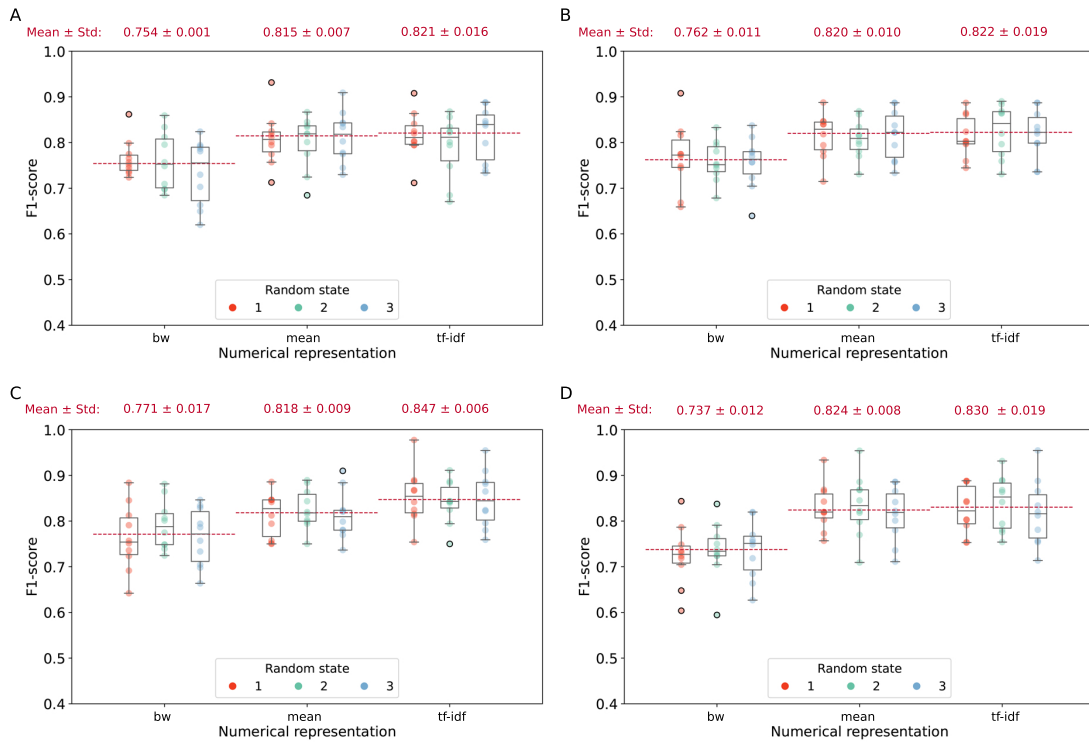 A
Mean ± Std: 0.754 ± 0.001 0.815 ± 0.007 0.821 ± 0.016
1.0
0.9
0.8
0.7
0.6
0.5
0.4
F1-score
Random state
1 2 3
bw mean tf-idf
Numerical representation
B
Mean ± Std: 0.762 ± 0.011 0.820 ± 0.010 0.822 ± 0.019
1.0
0.9
0.8
0.7
0.6
0.5
0.4
F1-score
Random state
1 2 3
bw mean tf-idf
Numerical representation
C
Mean ± Std: 0.771 ± 0.017 0.818 ± 0.009 0.847 ± 0.006
1.0
0.9
0.8
0.7
0.6
0.5
0.4
F1-score
Random state
1 2 3
bw mean tf-idf
Numerical representation
D
Mean ± Std: 0.737 ± 0.012 0.824 ± 0.008 0.830 ± 0.019
1.0
0.9
0.8
0.7
0.6
0.5
0.4
F1-score
Random state
1 2 3
bw mean tf-idf
Numerical representation